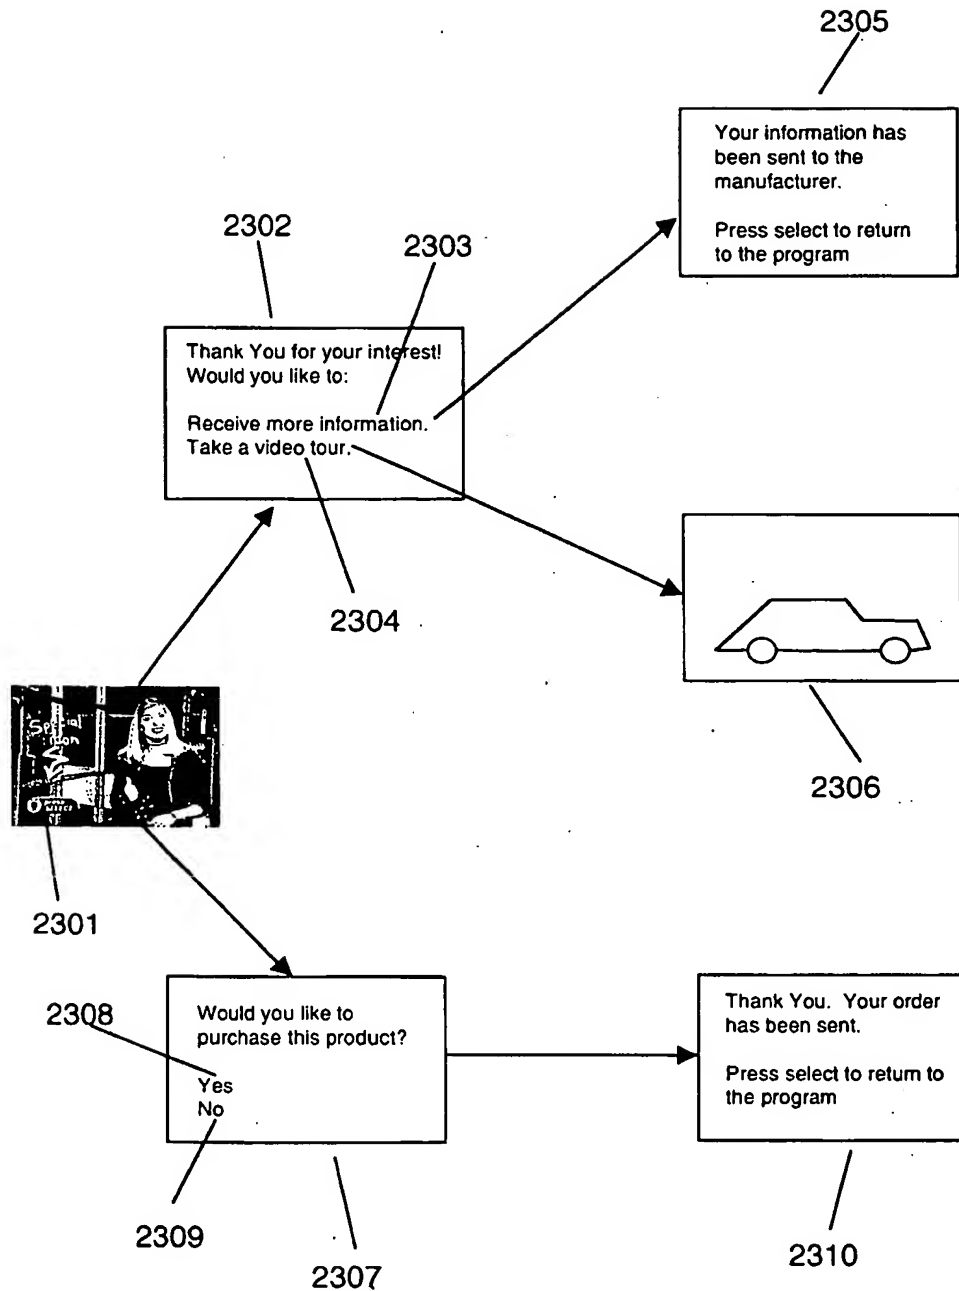 2305
Your information has
been sent to the
manufacturer.
Press select to return
to the program
2302
2303
Thank You for your interest!
Would you like to:
Receive more information.
Take a video tour.
2304
2306
Special
2301
2308
Would you like to
purchase this product?
Yes
No
2309
2307
Thank You. Your order
has been sent.
Press select to return to
the program
2310